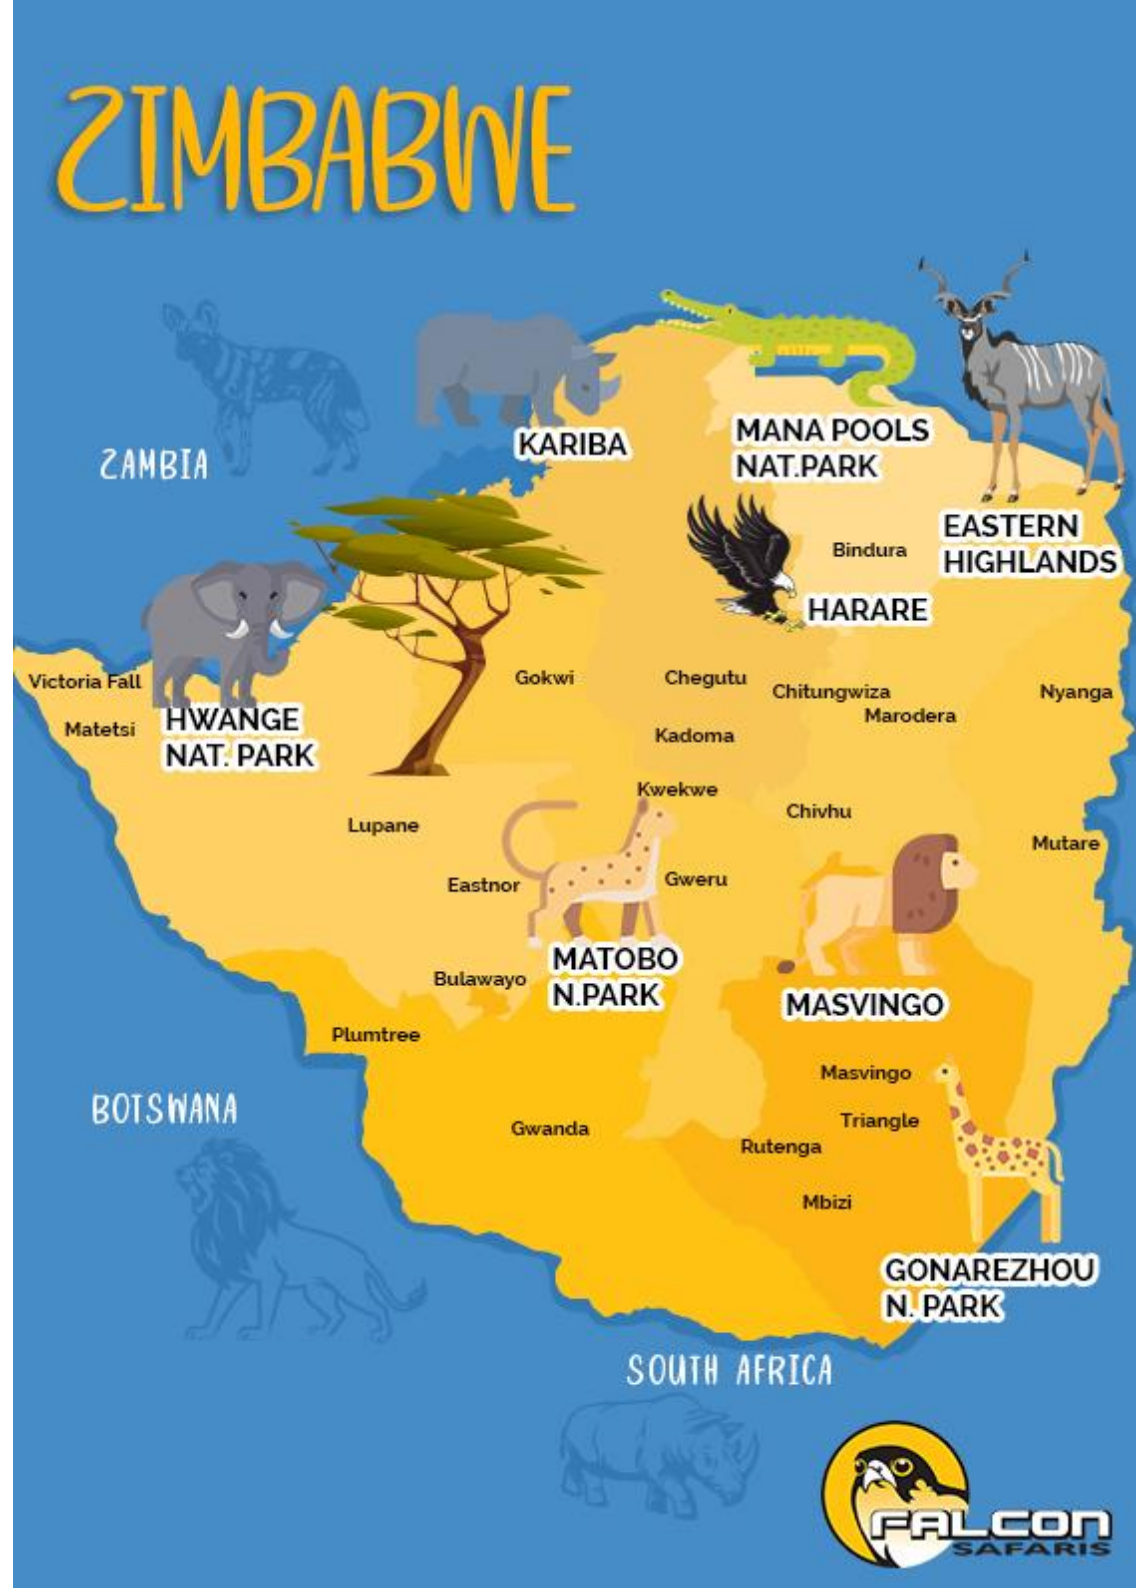 ZIMBABWE
ZAMBIA
KARIBA
MANA POOLS
NAT.PARK
EASTERN
HIGHLANDS
Bindura
HARARE
Victoria Fall
Matetsi
HWANGE
NAT. PARK
Gokwi
Chegutu
Chitungwiza
Marodera
Nyanga
Kadoma
Kwekwe
Chivhu
Lupane
Mutare
Eastnor
Gweru
MATOBO
N.PARK
Bulawayo
MASVINGO
Plumtree
Masvingo
BOTSWANA
Triangle
Gwanda
Rutenga
Mbizi
GONAREZHOU
N. PARK
SOUTH AFRICA
FALCON
SAFARIS